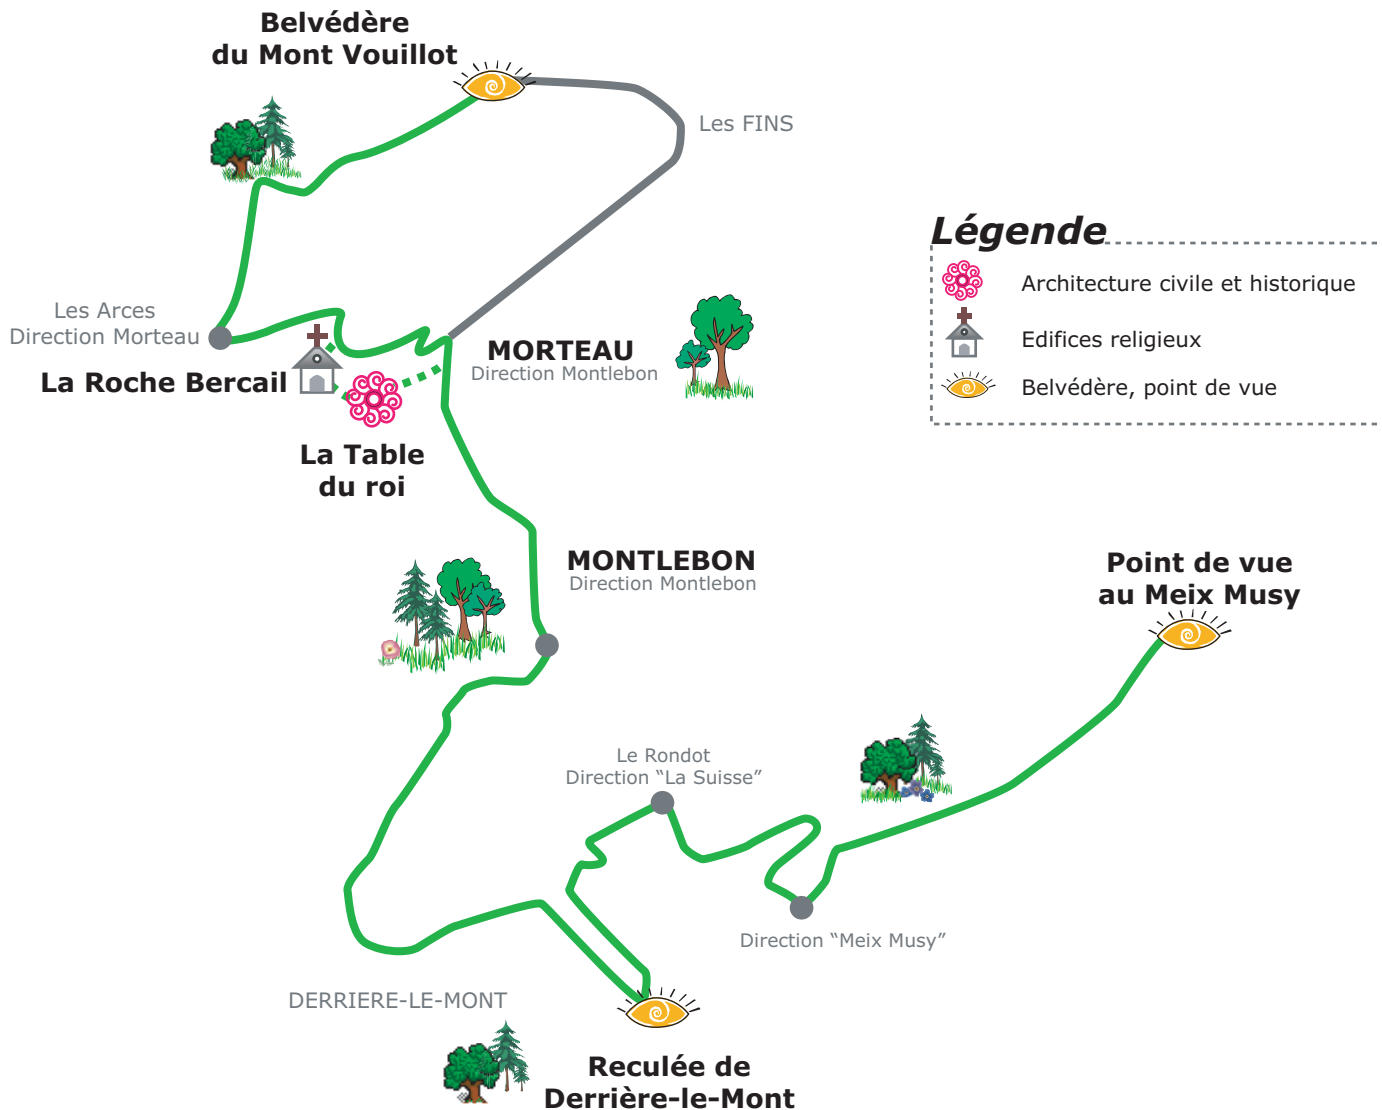 Belvédère
du Mont Vouillot
Les FINS
Légende
Architecture civile et historique
Edifices religieux
Belvédère, point de vue
Les Arces
Direction Morteau
MORTEAU
Direction Montlebon
La Roche Bercail
La Table
du roi
MONTLEBON
Direction Montlebon
Point de vue
au Meix Musy
Le Rondot
Direction “La Suisse”
Direction “Meix Musy”
DERRIERE-LE-MONT
Reculée de
Derrière-le-Mont